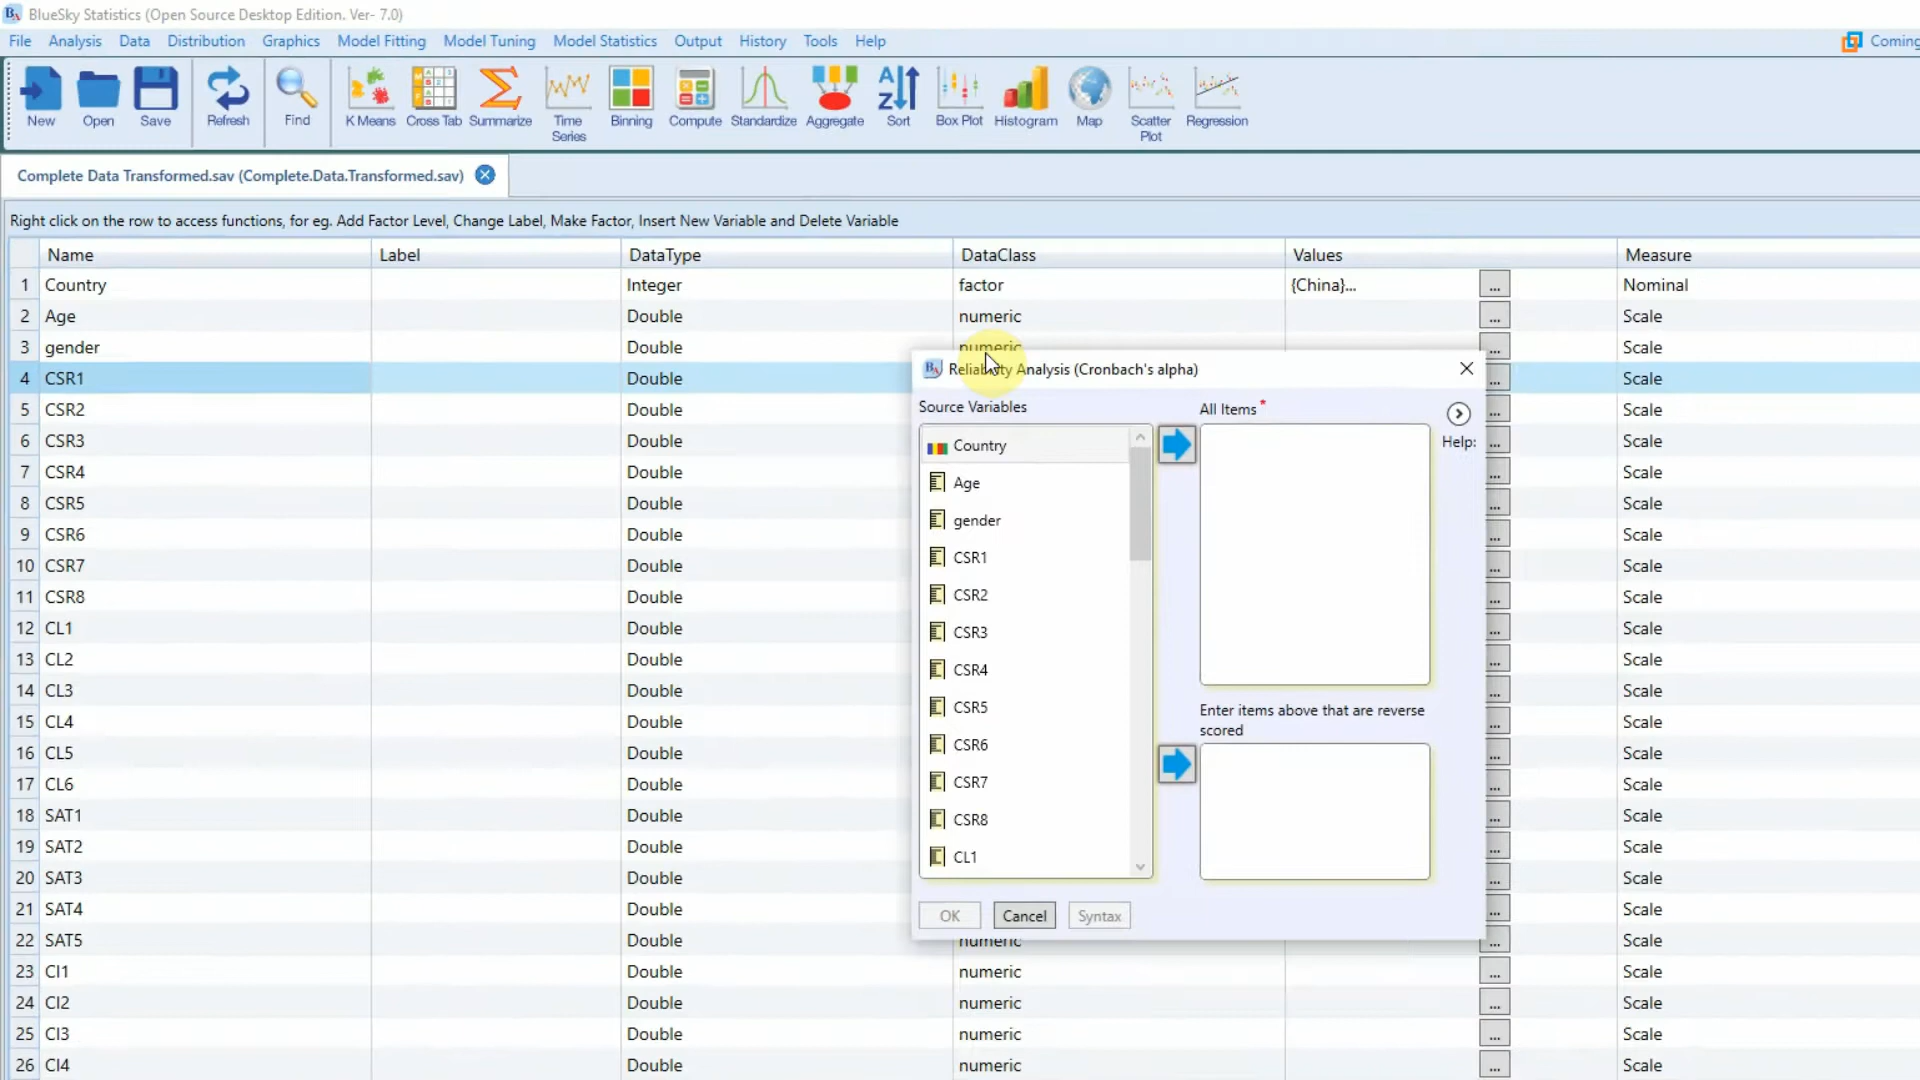 BlueSky Statistics (Open Source Desktop Edition. Ver- 7.0)
File Analysis Data Distribution Graphics Model Fitting Model Tuning Model Statistics Output History Tools Help Coming
New Open Save Refresh Find K Means Cross Tab Summarize Time Series Binning Compute Standardize Aggregate Sort Box Plot Histogram Map Scatter Plot Regression
Complete Data Transformed.sav (Complete.Data.Transformed.sav)
Right click on the row to access functions, for eg. Add Factor Level, Change Label, Make Factor, Insert New Variable and Delete Variable
Name Label DataType DataClass Values Measure
1 Country Integer factor {China}... ... Nominal
2 Age Double numeric ... Scale
3 gender Double numeric ... Scale
4 CSR1 Double ... Scale
5 CSR2 Double ... Scale
6 CSR3 Double ... Scale
7 CSR4 Double ... Scale
8 CSR5 Double ... Scale
9 CSR6 Double ... Scale
10 CSR7 Double ... Scale
11 CSR8 Double ... Scale
12 CL1 Double ... Scale
13 CL2 Double ... Scale
14 CL3 Double ... Scale
15 CL4 Double ... Scale
16 CL5 Double ... Scale
17 CL6 Double ... Scale
18 SAT1 Double ... Scale
19 SAT2 Double ... Scale
20 SAT3 Double ... Scale
21 SAT4 Double ... Scale
22 SAT5 Double numeric ... Scale
23 CI1 Double numeric ... Scale
24 CI2 Double numeric ... Scale
25 CI3 Double numeric ... Scale
26 CI4 Double numeric ... Scale
Reliability Analysis (Cronbach's alpha)
Source Variables
All Items *
Help:
Country
Age
gender
CSR1
CSR2
CSR3
CSR4
CSR5
CSR6
CSR7
CSR8
CL1
Enter items above that are reverse
scored
OK Cancel Syntax